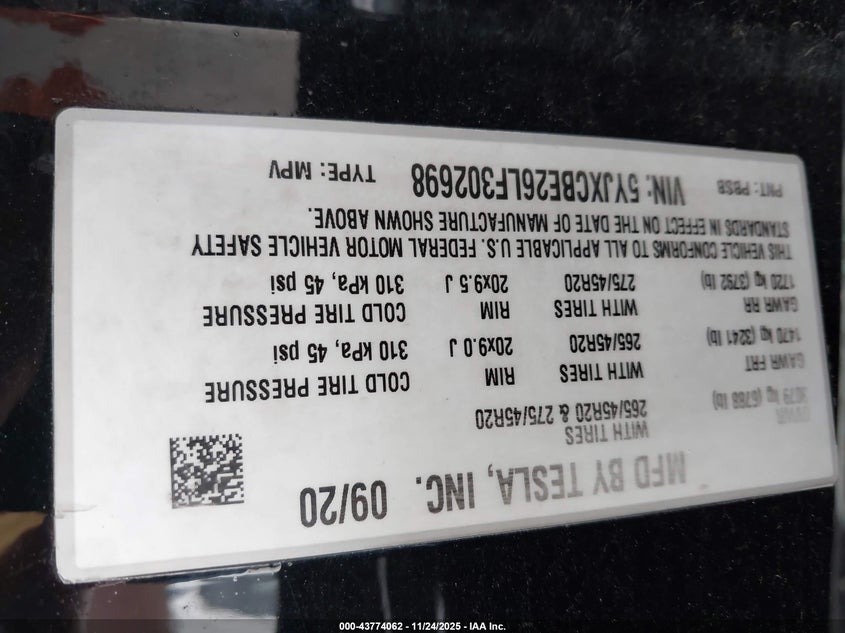 MFD BY TESLA, INC. 09/20
GVWR WITH TIRES
3079 kg (6788 lb) 265/45R20 & 275/45R20
GAWR FRT WITH TIRES RIM COLD TIRE PRESSURE
1470 kg (3241 lb) 265/45R20 20x9.0 J 310 kPa, 45 psi
GAWR RR WITH TIRES RIM COLD TIRE PRESSURE
1720 kg (3792 lb) 275/45R20 20x9.5 J 310 kPa, 45 psi
THIS VEHICLE CONFORMS TO ALL APPLICABLE U.S. FEDERAL MOTOR VEHICLE SAFETY
STANDARDS IN EFFECT ON THE DATE OF MANUFACTURE SHOWN ABOVE.
PNT: PBSB VIN: 5YJXCBE26LF302698 TYPE: MPV
000-43774062 - 11/24/2025 - IAA Inc.